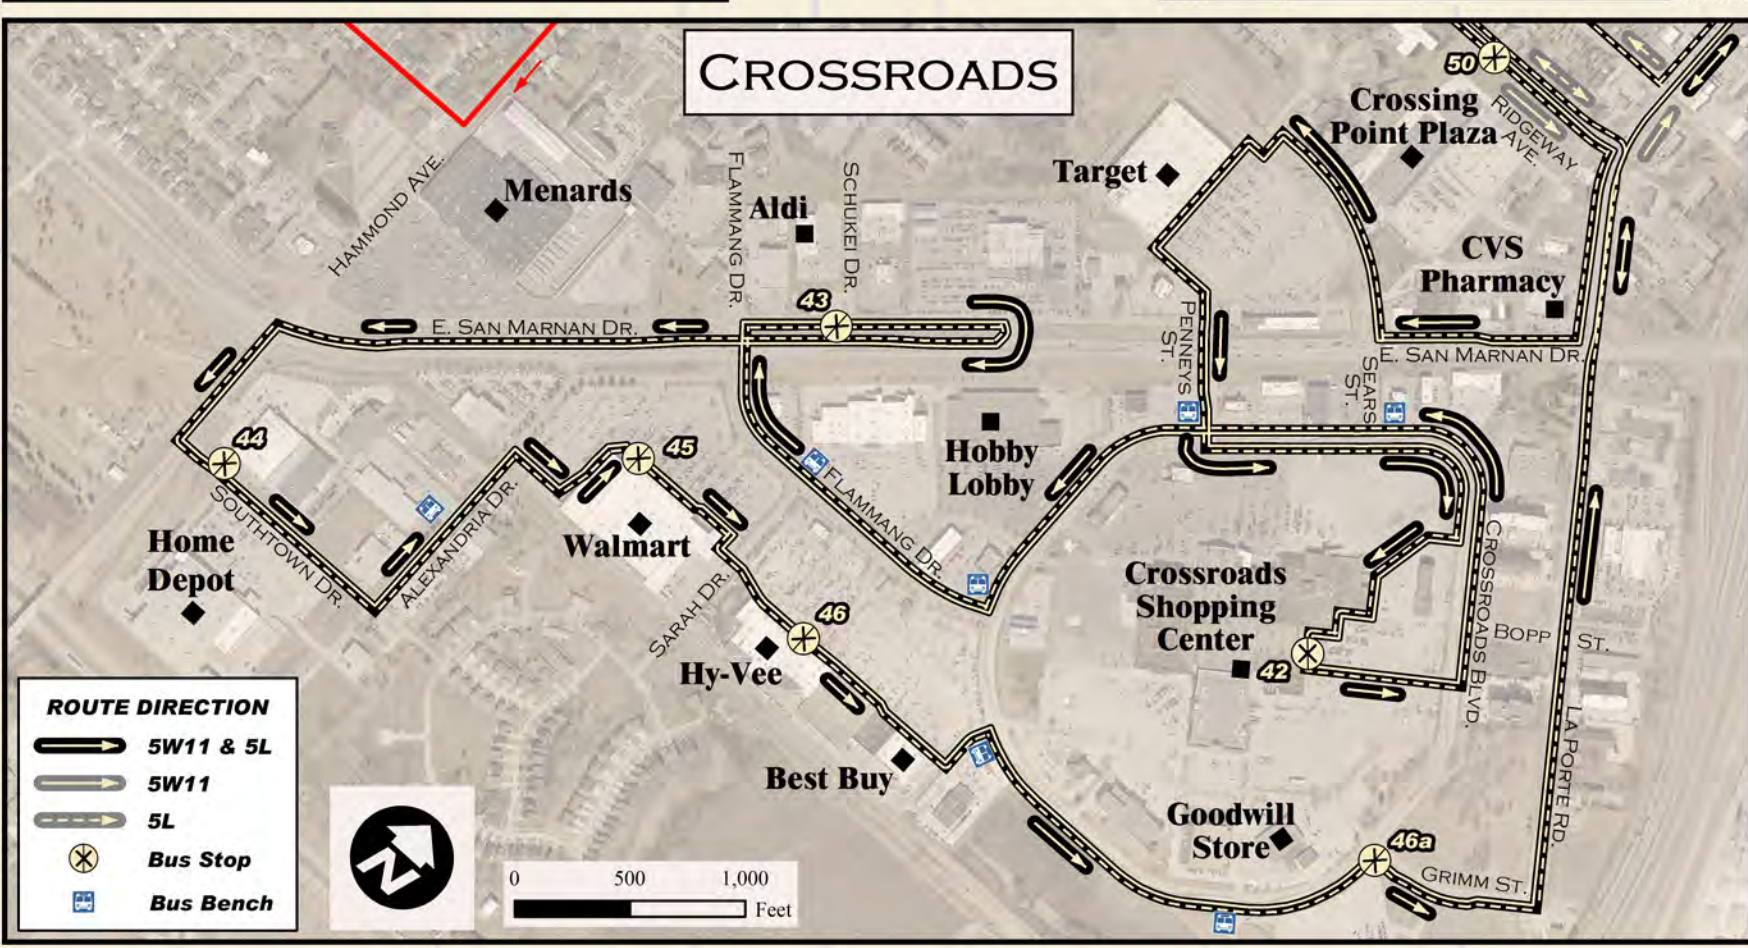 CROSSROADS
50
Crossing
Point Plaza
RIDGEWAY
AVE.
Target
HAMMOND AVE.
Menards
FLAMMANG DR.
Aldi
SCHUKEI DR.
CVS
Pharmacy
43
E. SAN MARNAN DR.
PENNEYS
ST.
E. SAN MARNAN DR.
SEARS
ST.
44
45
Hobby
Lobby
FLAMMANG DR.
SOUTHTOWN DR.
ALEXANDRIA DR.
Home
Depot
Walmart
SARAH DR.
Crossroads
Shopping
Center
42
CROSSROADS BLVD.
BOPP ST.
46
Hy-Vee
LA PORTE RD.
Best Buy
Goodwill
Store
46a
GRIMM ST.
ROUTE DIRECTION
5W11 & 5L
5W11
5L
Bus Stop
Bus Bench
N
0 500 1,000
Feet